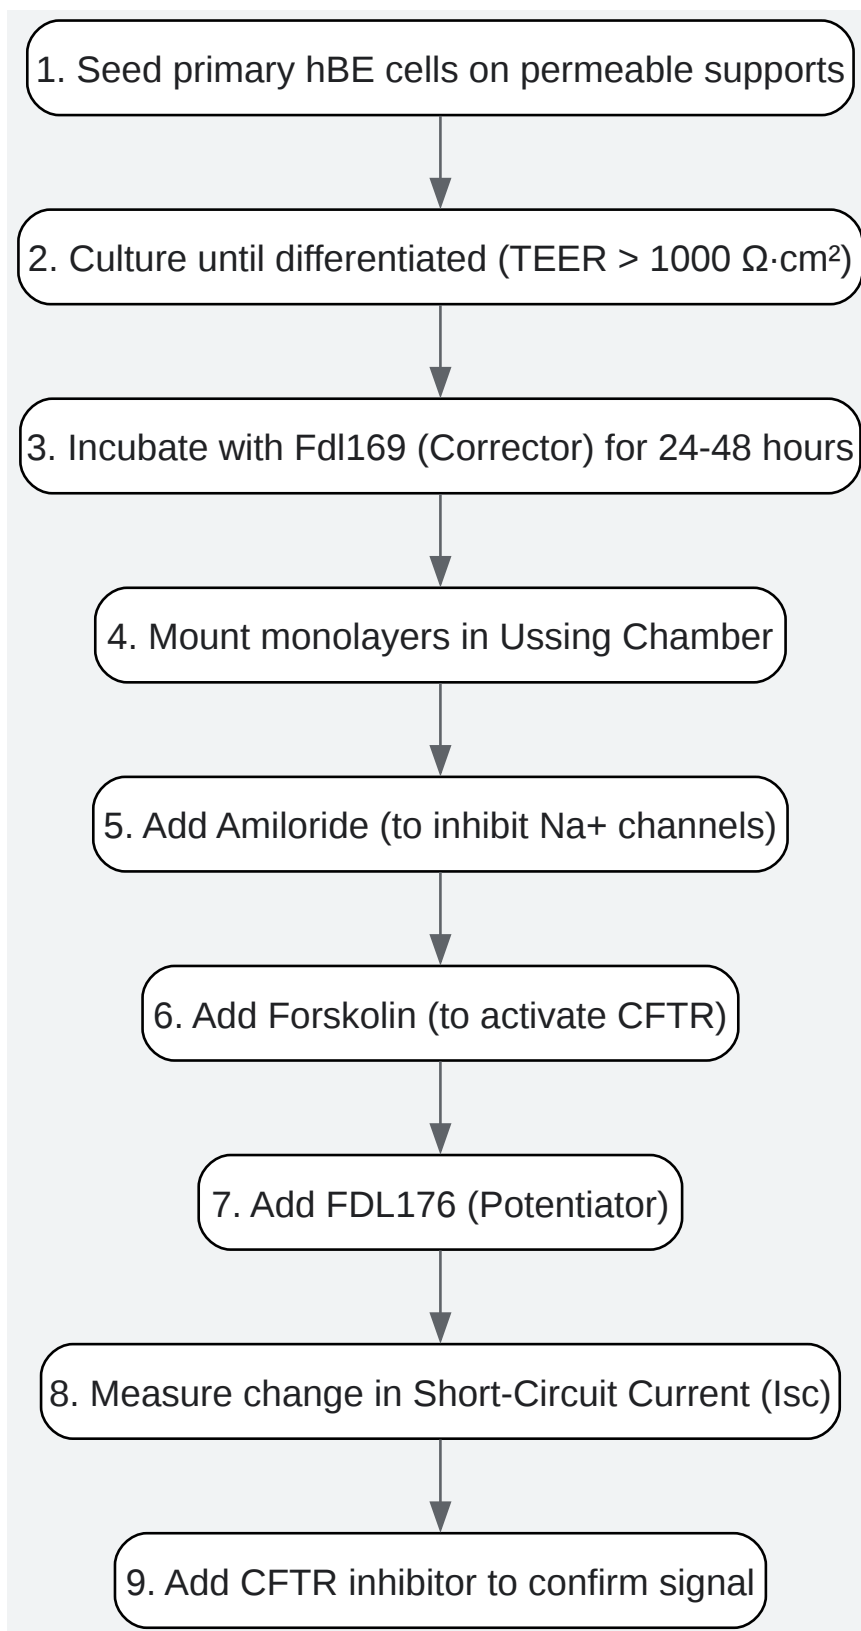 1. Seed primary hBE cells on permeable supports
2. Culture until differentiated (TEER > 1000 Ω·cm²)
3. Incubate with Fdl169 (Corrector) for 24-48 hours
4. Mount monolayers in Ussing Chamber
5. Add Amiloride (to inhibit Na+ channels)
6. Add Forskolin (to activate CFTR)
7. Add FDL176 (Potentiator)
8. Measure change in Short-Circuit Current (Isc)
9. Add CFTR inhibitor to confirm signal